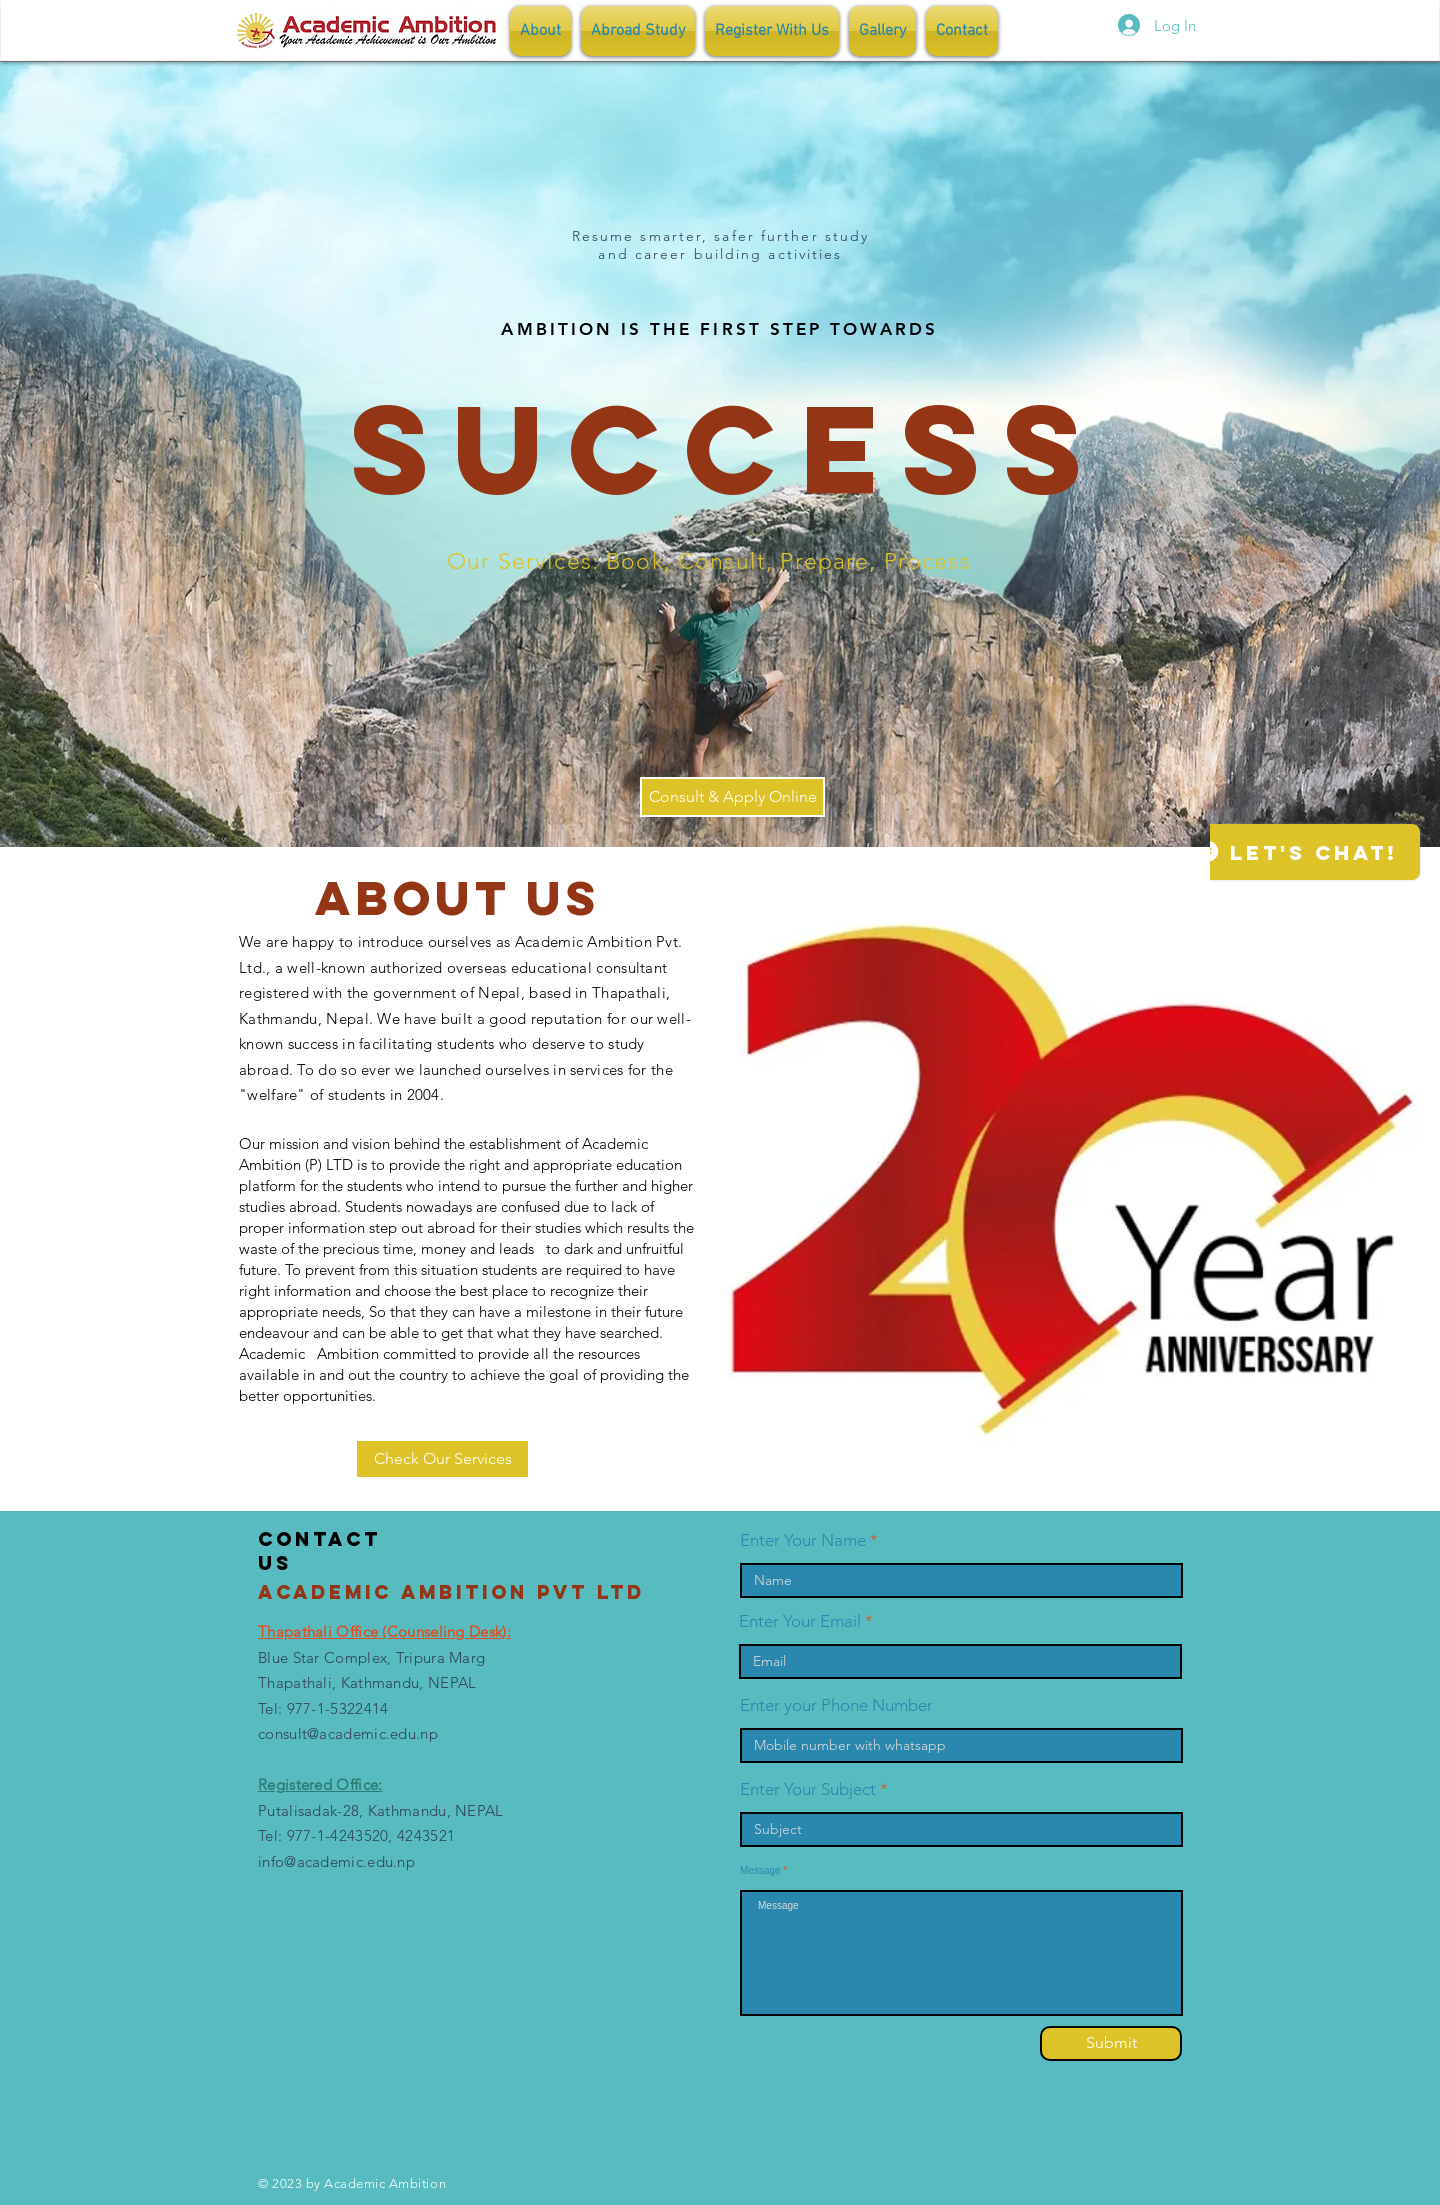 Academic Ambition
Your Academic Achievement is Our Ambition
About
Abroad Study
Register With Us
Gallery
Contact
Log In
Resume smarter, safer further study
and career building activities
AMBITION IS THE FIRST STEP TOWARDS
SUCCESS
Our Services: Book, Consult, Prepare, Process
Consult & Apply Online
LET'S CHAT!
ABOUT US
We are happy to introduce ourselves as Academic Ambition Pvt.
Ltd., a well-known authorized overseas educational consultant
registered with the government of Nepal, based in Thapathali,
Kathmandu, Nepal. We have built a good reputation for our well-
known success in facilitating students who deserve to study
abroad. To do so ever we launched ourselves in services for the
"welfare" of students in 2004.
Our mission and vision behind the establishment of Academic
Ambition (P) LTD is to provide the right and appropriate education
platform for the students who intend to pursue the further and higher
studies abroad. Students nowadays are confused due to lack of
proper information step out abroad for their studies which results the
waste of the precious time, money and leads   to dark and unfruitful
future. To prevent from this situation students are required to have
right information and choose the best place to recognize their
appropriate needs, So that they can have a milestone in their future
endeavour and can be able to get that what they have searched.
Academic   Ambition committed to provide all the resources
available in and out the country to achieve the goal of providing the
better opportunities.
Check Our Services
20
Year
ANNIVERSSARY
CONTACT
US
ACADEMIC AMBITION PVT LTD
Thapathali Office (Counseling Desk):
Blue Star Complex, Tripura Marg
Thapathali, Kathmandu, NEPAL
Tel: 977-1-5322414
consult@academic.edu.np
Registered Office:
Putalisadak-28, Kathmandu, NEPAL
Tel: 977-1-4243520, 4243521
info@academic.edu.np
Enter Your Name *
Name
Enter Your Email *
Email
Enter your Phone Number
Mobile number with whatsapp
Enter Your Subject *
Subject
Message *
Message
Submit
© 2023 by Academic Ambition